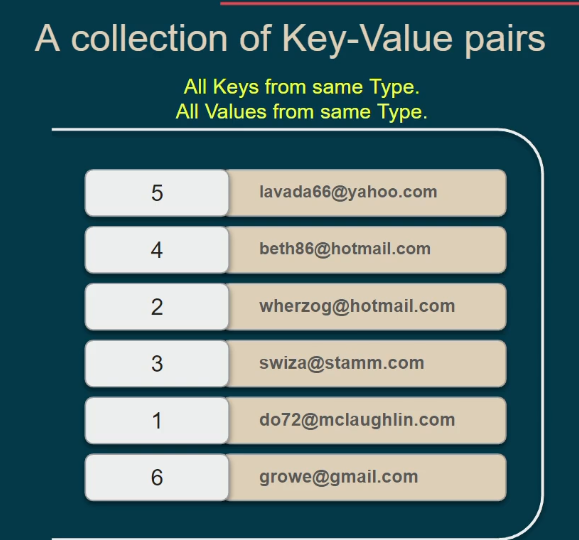 A collection of Key-Value pairs
All Keys from same Type.
All Values from same Type.
5 lavada66@yahoo.com
4 beth86@hotmail.com
2 wherzog@hotmail.com
3 swiza@stamm.com
1 do72@mclaughlin.com
6 growe@gmail.com